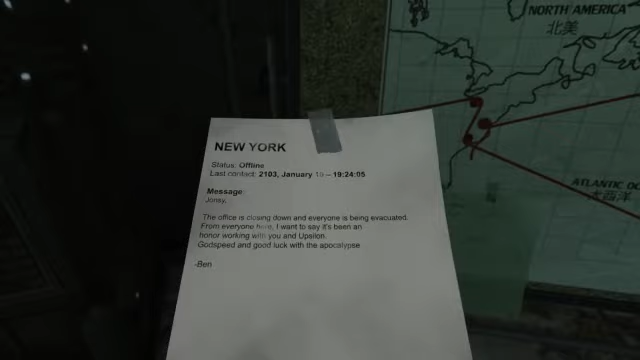 NORTH AMERICA
北美
NEW YORK
Status: Offline
Last contact: 2103, January – 19:24:05
Message:
The office is closing down and everyone is being evacuated.
From everyone here, I want to say it's been an
honor working with you and Upsilon.
Godspeed and good luck with the apocalypse
-Ben
ATLANTIC OC
大西洋